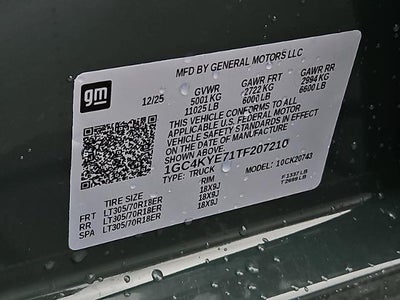 gm
MFD BY GENERAL MOTORS LLC
12/25 GVWR GAWR FRT GAWR RR
5001 KG 2722 KG 2994 KG
11025 LB 6000 LB 6600 LB
THIS VEHICLE CONFORMS TO ALL
APPLICABLE U.S. FEDERAL MOTOR
VEHICLE SAFETY STANDARDS IN EFFECT
ON THE DATE OF MANUFACTURE
SHOWN ABOVE.
1GC4KYE71TF207210
TYPE: TRUCK MODEL: 10CK20743
TIRE SIZE RIM
FRT LT305/70R18ER 18X9J F1337LB
RR LT305/70R18ER 18X9J T2669LB
SPA LT305/70R18ER 18X9J